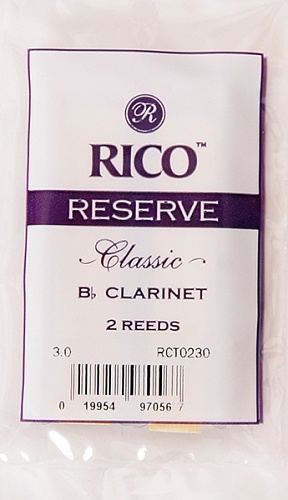 R
RICO™
RESERVE
Classic
B♭ CLARINET
2 REEDS
3.0 RCT0230
0 19954 97056 7